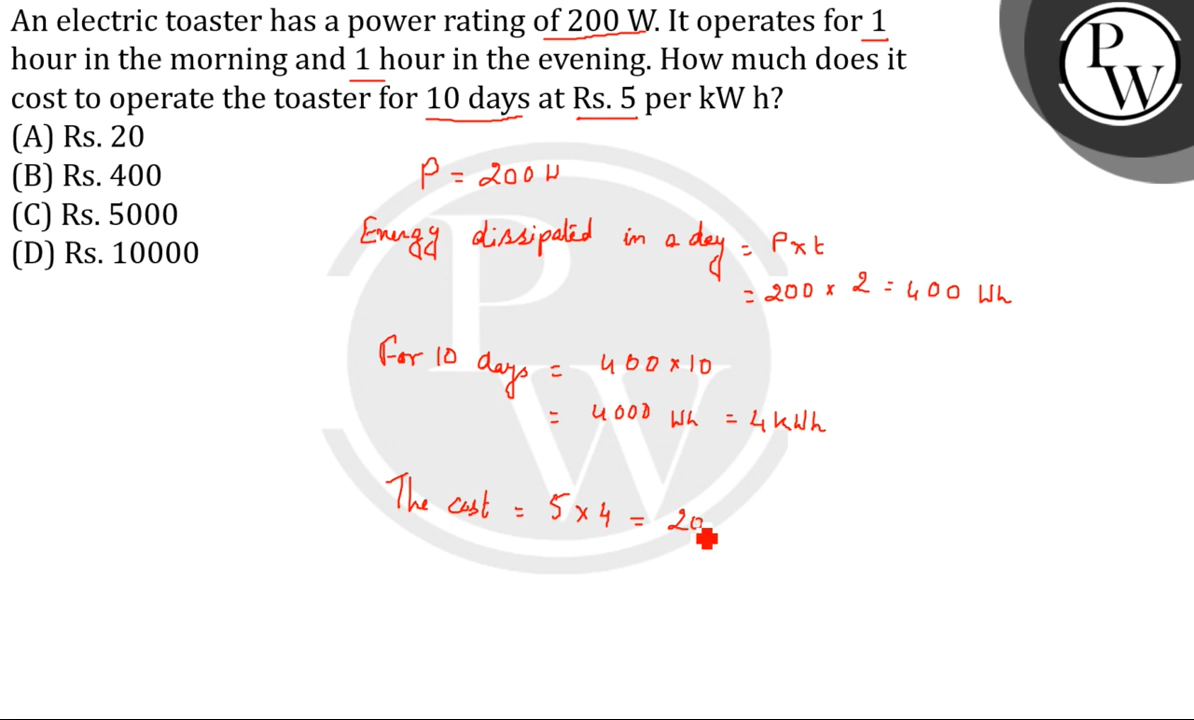 An electric toaster has a power rating of 200 W. It operates for 1
hour in the morning and 1 hour in the evening. How much does it
cost to operate the toaster for 10 days at Rs. 5 per kW h?
(A) Rs. 20
(B) Rs. 400
(C) Rs. 5000
(D) Rs. 10000
PW
P = 200 W
Energy dissipated in a day = P x t
= 200 x 2 = 400 Wh
For 10 days = 400 x 10
= 4000 Wh = 4 kWh
The cost = 5 x 4 = 20